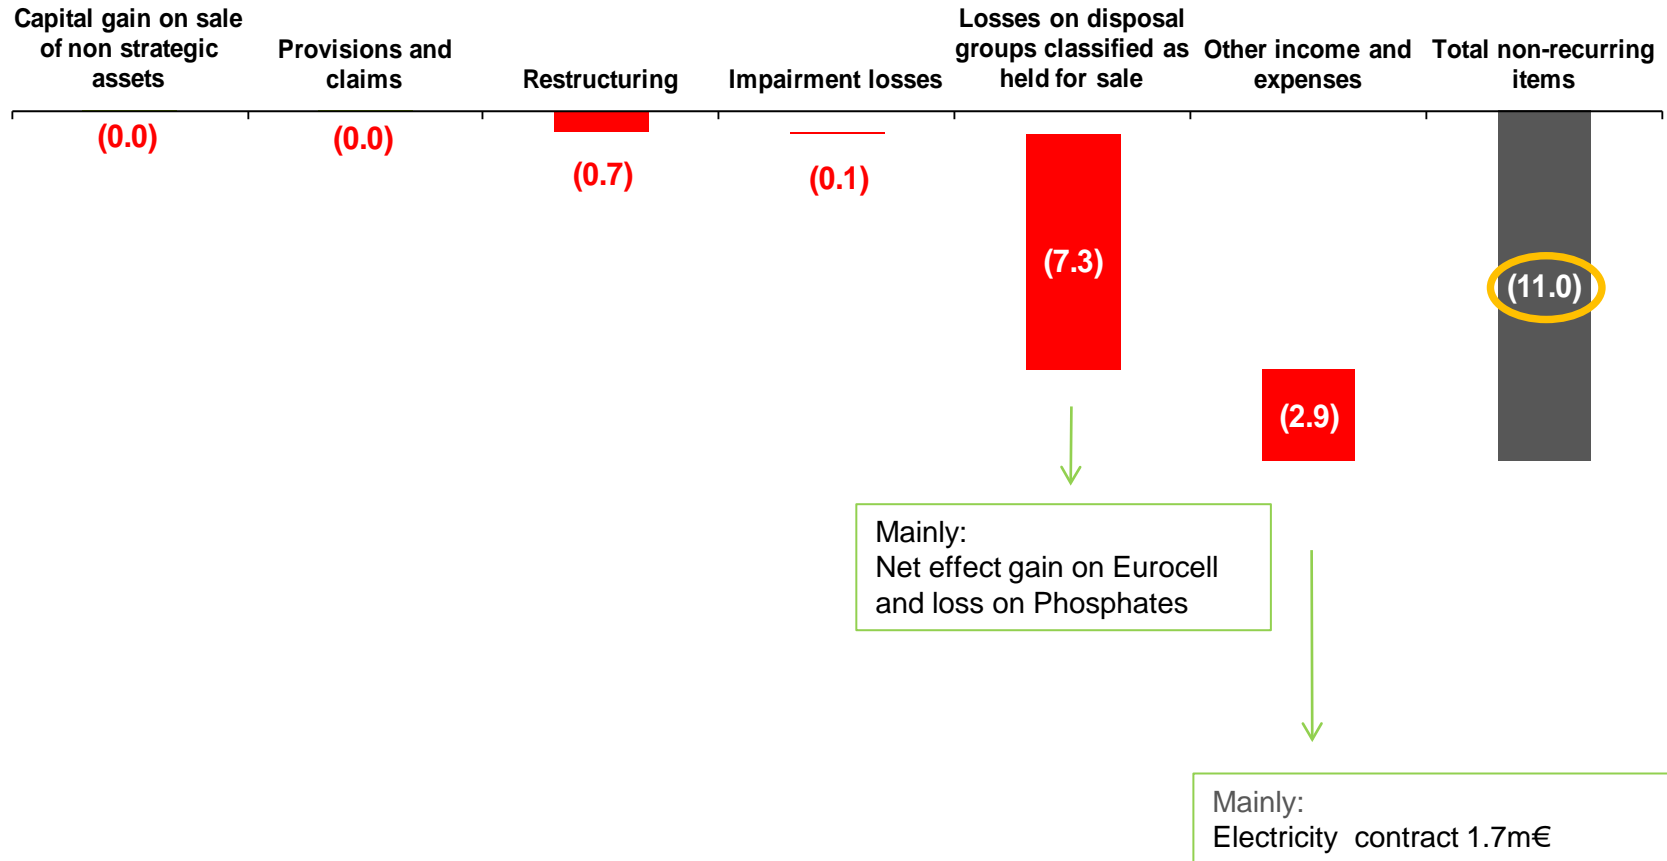 Capital gain on sale
of non strategic
assets
Provisions and
claims
Restructuring
Impairment losses
Losses on disposal
groups classified as
held for sale
Other income and
expenses
Total non-recurring
items
(0.0)
(0.0)
(0.7)
(0.1)
(7.3)
(2.9)
(11.0)
Mainly:
Net effect gain on Eurocell
and loss on Phosphates
Mainly:
Electricity contract 1.7m€